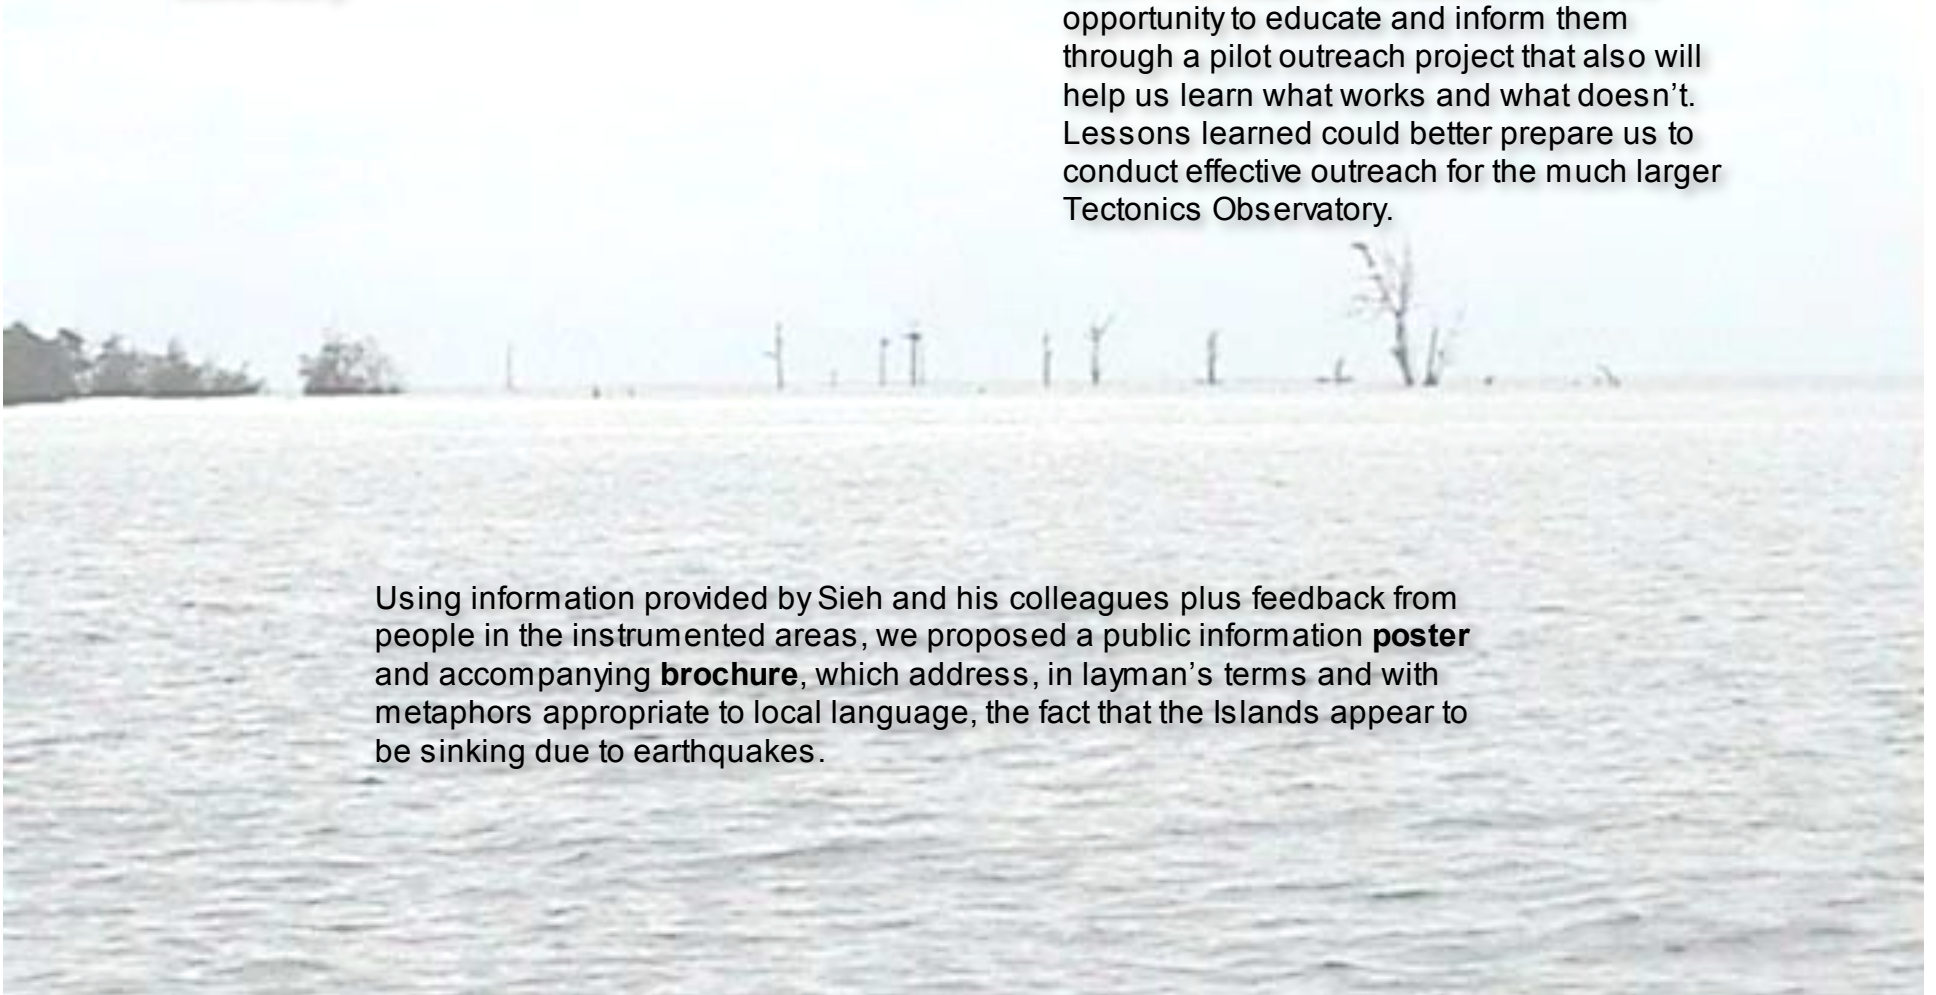 opportunity to educate and inform them
through a pilot outreach project that also will
help us learn what works and what doesn’t.
Lessons learned could better prepare us to
conduct effective outreach for the much larger
Tectonics Observatory.
Using information provided by Sieh and his colleagues plus feedback from
people in the instrumented areas, we proposed a public information poster
and accompanying brochure, which address, in layman’s terms and with
metaphors appropriate to local language, the fact that the Islands appear to
be sinking due to earthquakes.